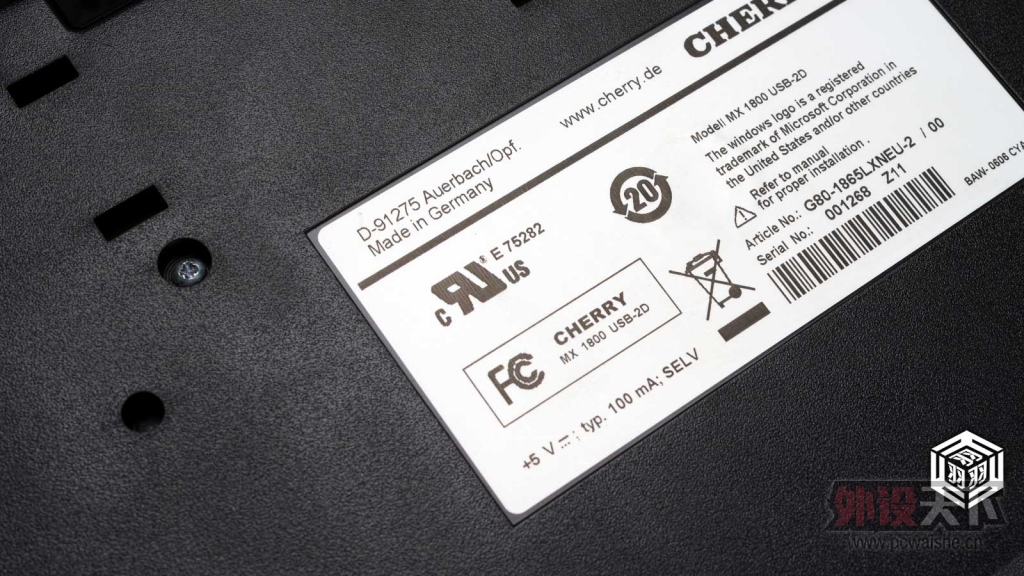 CHERRY
www.cherry.de
D-91275 Auerbach/Opf.
Made in Germany
Model: MX 1800 USB-2D
The windows logo is a registered
trademark of Microsoft Corporation in
the United States and/or other countries
Refer to manual
for proper installation .
Article No.: G80-1865LXNEU-2 / 00
Serial No.: 001268 Z11
BAW-0608 CYA
20
c RU ® US E 75282
FC CHERRY
MX 1800 USB-2D
+5 V ⎓; typ. 100 mA; SELV
外设天下
www.pcwaishe.cn